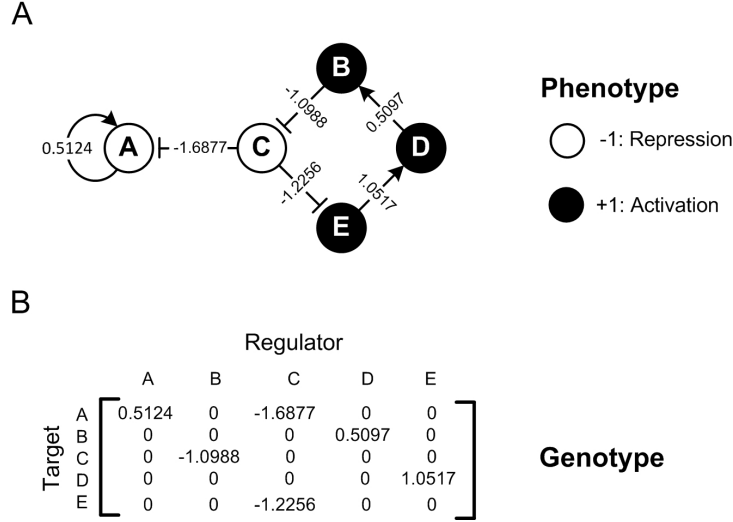 A
B
Phenotype
-1.0988
0.5097
0.5124
A
-1.6877
C
D
-1: Repression
-1.2256
1.0517
E
+1: Activation
B
Regulator
A B C D E
Target
A 0.5124 0 -1.6877 0 0
B 0 0 0 0.5097 0
C 0 -1.0988 0 0 0
D 0 0 0 0 1.0517
E 0 0 -1.2256 0 0
Genotype